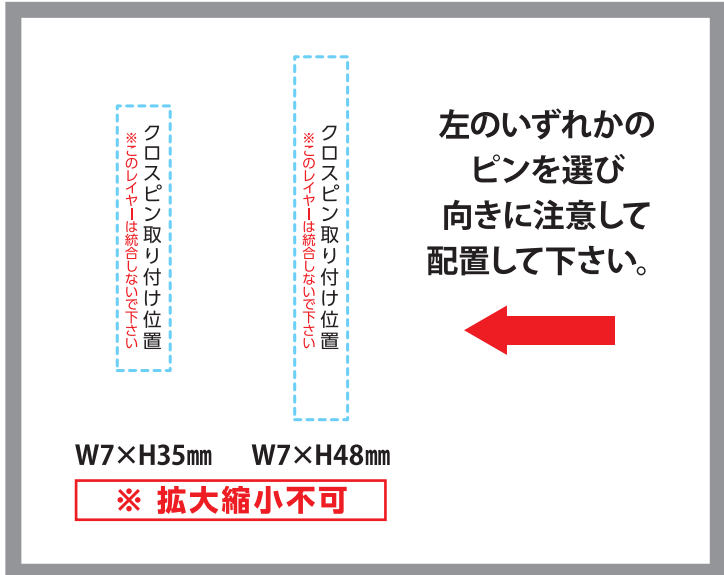 クロスピン取り付け位置
※このレイヤーは統合しないで下さい
クロスピン取り付け位置
※このレイヤーは統合しないで下さい
左のいずれかの
ピンを選び
向きに注意して
配置して下さい。
W7×H35㎜
W7×H48㎜
※ 拡大縮小不可